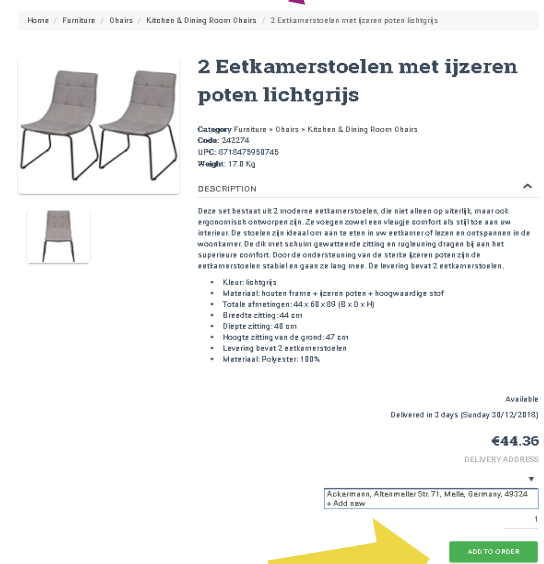 Home / Furniture / Chairs / Kitchen & Dining Room Chairs / 2 Eetkamerstoelen met ijzeren poten lichtgrijs
2 Eetkamerstoelen met ijzeren
poten lichtgrijs
Category Furniture > Chairs > Kitchen & Dining Room Chairs
Code: 242274
UPC: 8718475950745
Weight: 17.0 Kg
DESCRIPTION
Deze set bestaat uit 2 moderne eetkamerstoelen, die niet alleen op uiterlijk, maar ook
ergonomisch ontworpen zijn. Ze voegen zowel een vleugje comfort als stijl toe aan uw
interieur. De stoelen zijn ideaal om aan te eten in uw eetkamer of lezen en ontspannen in de
woonkamer. De dik met schuim gewatteerde zitting en rugleuning dragen bij aan het
superieure comfort. Door de ondersteuning van de sterke ijzeren poten zijn de
eetkamerstoelen stabiel en gaan ze lang mee. De levering bevat 2 eetkamerstoelen.
• Kleur: lichtgrijs
• Materiaal: houten frame + ijzeren poten + hoogwaardige stof
• Totale afmetingen: 44 x 60 x 89 (B x D x H)
• Breedte zitting: 44 cm
• Diepte zitting: 40 cm
• Hoogte zitting van de grond: 47 cm
• Levering bevat 2 eetkamerstoelen
• Materiaal: Polyester: 100%
Available
Delivered in 3 days (Sunday 30/12/2018)
€44.36
DELIVERY ADDRESS
Ackermann, Altenmeller Str. 71, Melle, Germany, 49324
+ Add new
1
ADD TO ORDER